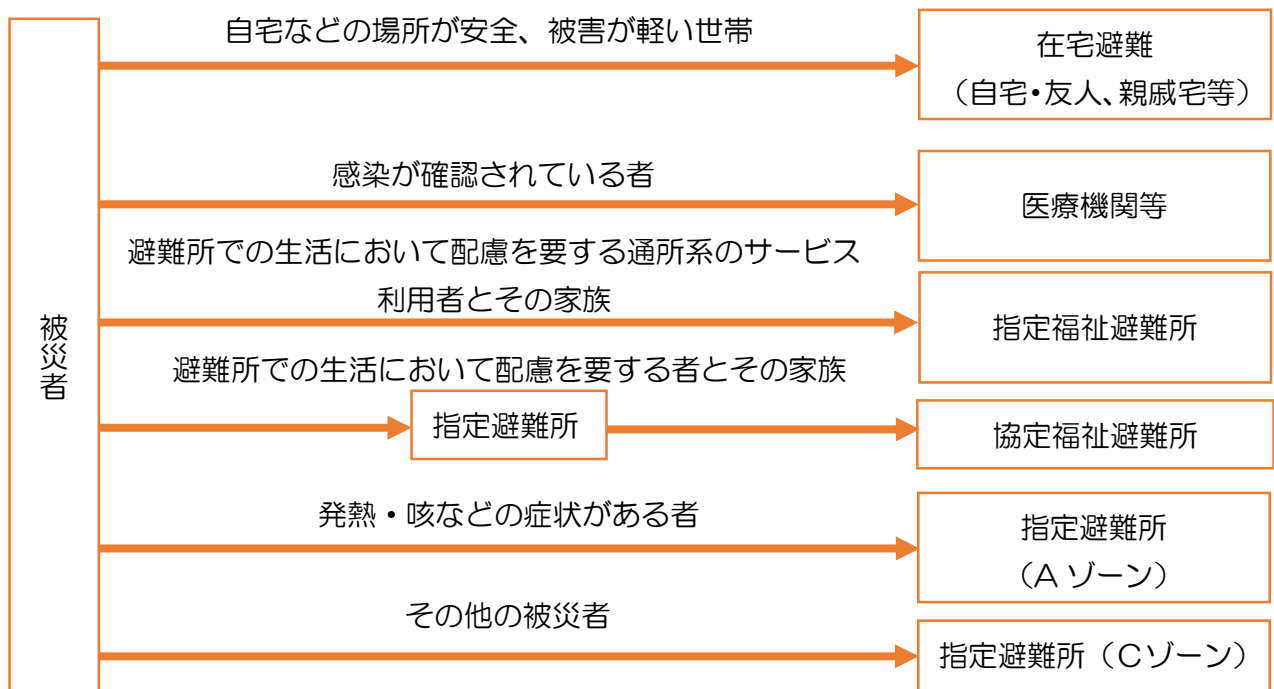 自宅などの場所が安全、被害が軽い世帯
在宅避難
（自宅・友人、親戚宅等）
感染が確認されている者
医療機関等
避難所での生活において配慮を要する通所系のサービス
利用者とその家族
指定福祉避難所
被災者
避難所での生活において配慮を要する者とその家族
指定避難所
協定福祉避難所
発熱・咳などの症状がある者
指定避難所
（A ゾーン）
その他の被災者
指定避難所（Cゾーン）